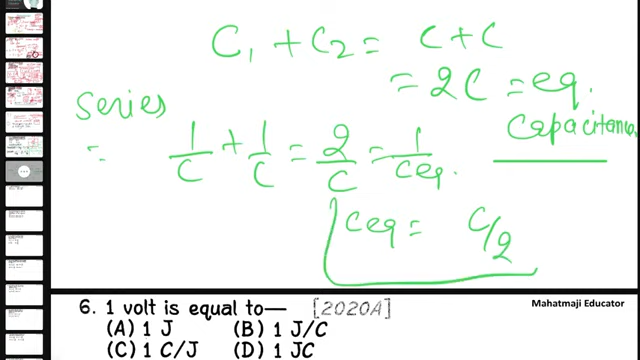 C₁ + C₂ = C + C
= 2C = eq.
capacitance
series
= 1/C + 1/C = 2/C = 1/Ceq.
Ceq = C/2
6. 1 volt is equal to— [2020A]
(A) 1 J (B) 1 J/C
(C) 1 C/J (D) 1 JC
Mahatmaji Educator